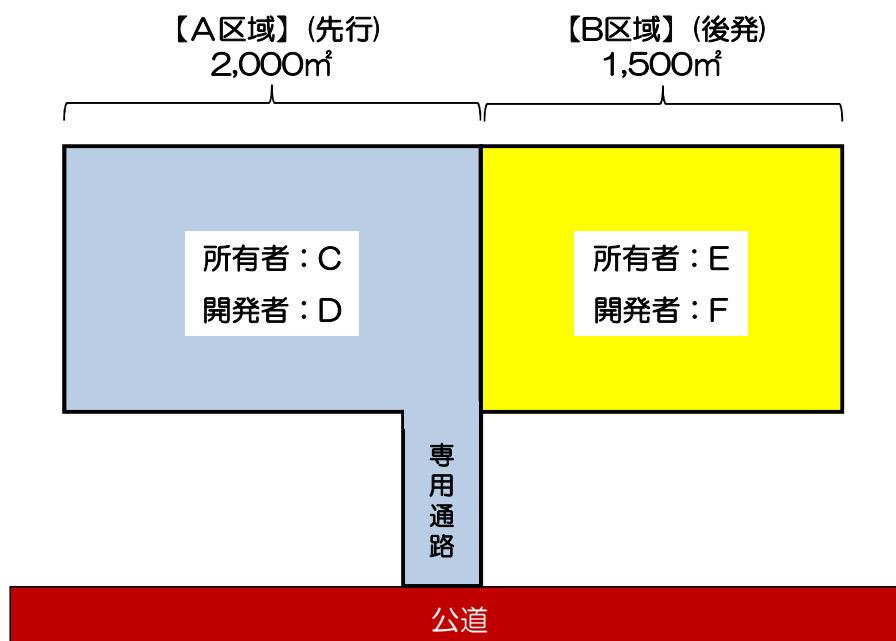 【A区域】(先行)
2,000㎡
【B区域】(後発)
1,500㎡
所有者：C
開発者：D
所有者：E
開発者：F
専用通路
公道